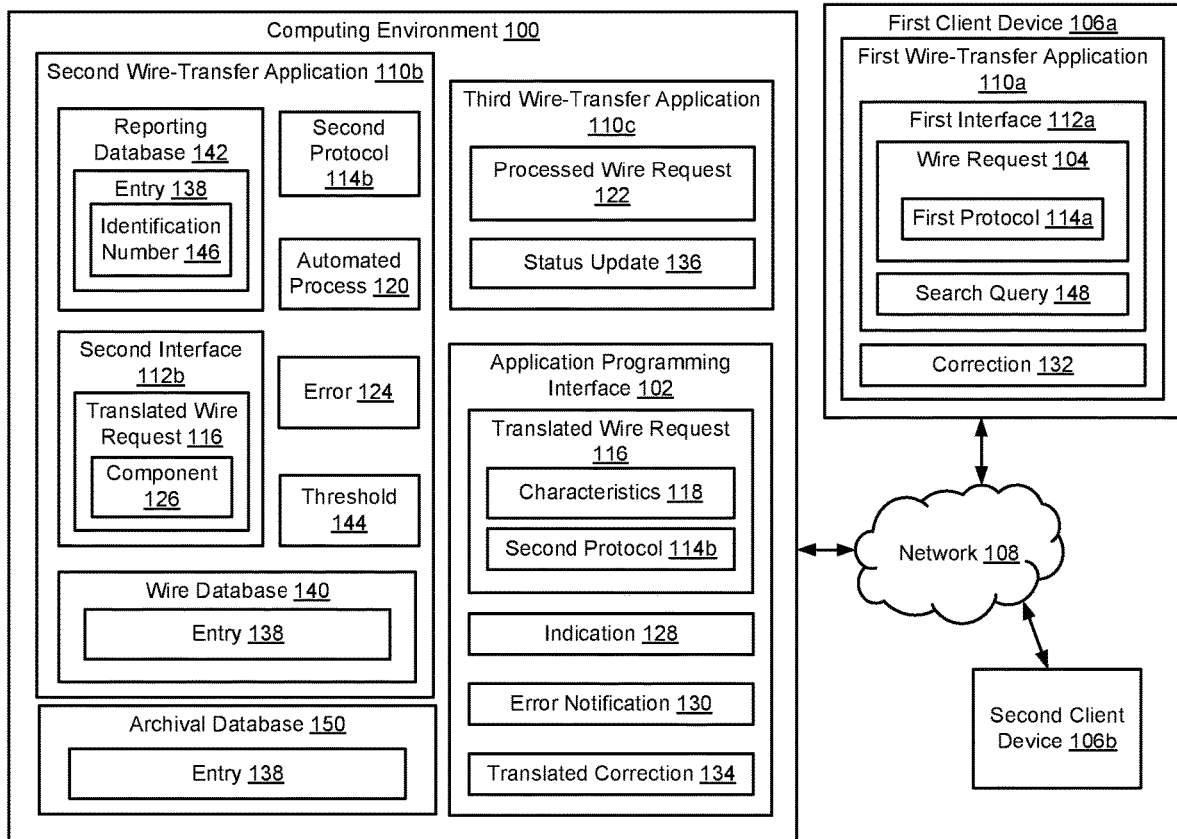 Computing Environment 100
Second Wire-Transfer Application 110b
Reporting
Database 142
Entry 138
Identification
Number 146
Second
Protocol
114b
Automated
Process 120
Second Interface
112b
Translated Wire
Request 116
Component
126
Error 124
Threshold
144
Wire Database 140
Entry 138
Archival Database 150
Entry 138
Third Wire-Transfer Application
110c
Processed Wire Request
122
Status Update 136
Application Programming
Interface 102
Translated Wire Request
116
Characteristics 118
Second Protocol 114b
Indication 128
Error Notification 130
Translated Correction 134
First Client Device 106a
First Wire-Transfer Application
110a
First Interface 112a
Wire Request 104
First Protocol 114a
Search Query 148
Correction 132
Network 108
Second Client
Device 106b